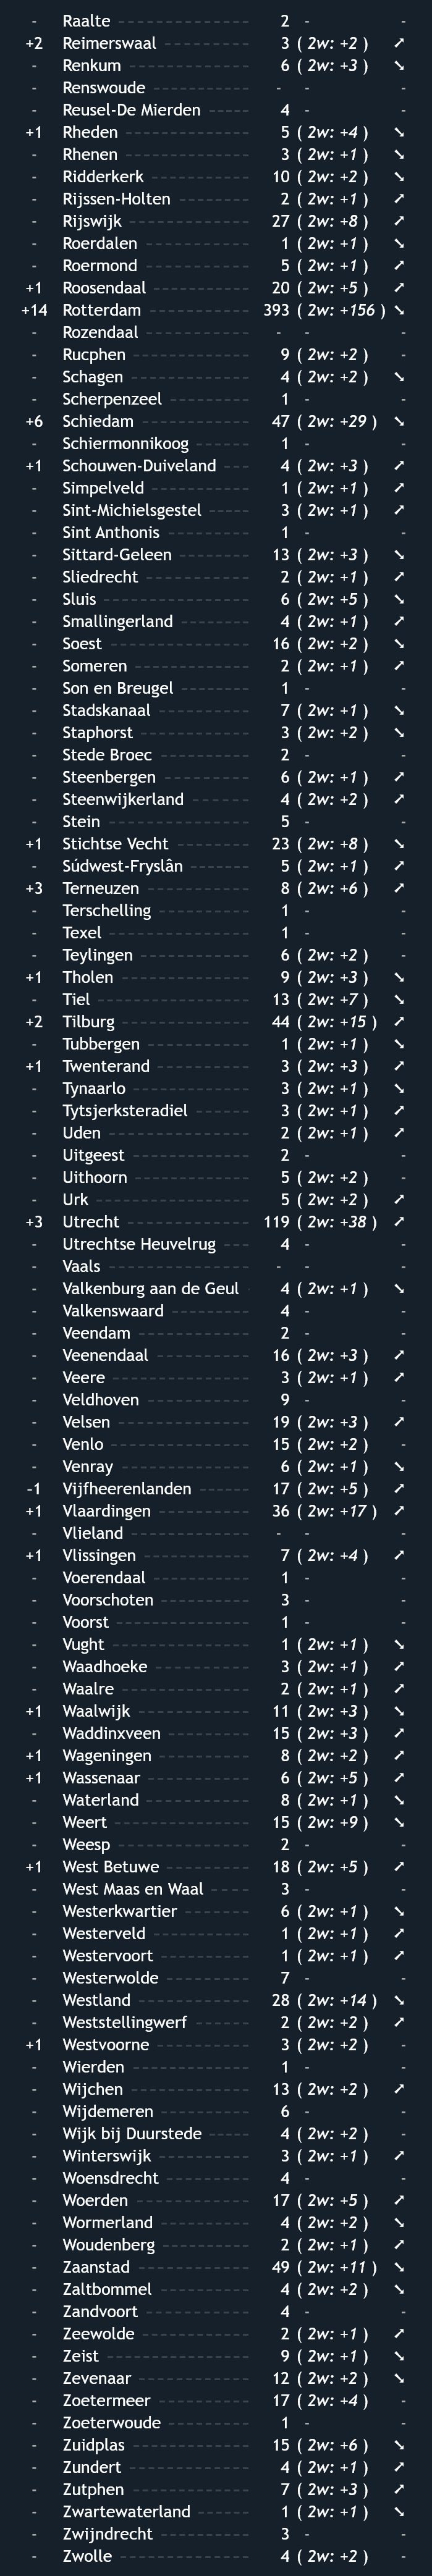 - Raalte 2 - -
+2 Reimerswaal 3 ( 2w: +2 ) ↗
- Renkum 6 ( 2w: +3 ) ↘
- Renswoude - - -
- Reusel-De Mierden 4 - -
+1 Rheden 5 ( 2w: +4 ) ↘
- Rhenen 3 ( 2w: +1 ) ↘
- Ridderkerk 10 ( 2w: +2 ) ↘
- Rijssen-Holten 2 ( 2w: +1 ) ↗
- Rijswijk 27 ( 2w: +8 ) ↗
- Roerdalen 1 ( 2w: +1 ) ↘
- Roermond 5 ( 2w: +1 ) ↗
+1 Roosendaal 20 ( 2w: +5 ) ↗
+14 Rotterdam 393 ( 2w: +156 ) ↘
- Rozendaal - - -
- Rucphen 9 ( 2w: +2 ) -
- Schagen 4 ( 2w: +2 ) ↘
- Scherpenzeel 1 - -
+6 Schiedam 47 ( 2w: +29 ) ↘
- Schiermonnikoog 1 - -
+1 Schouwen-Duiveland 4 ( 2w: +3 ) ↗
- Simpelveld 1 ( 2w: +1 ) ↗
- Sint-Michielsgestel 3 ( 2w: +1 ) ↗
- Sint Anthonis 1 - -
- Sittard-Geleen 13 ( 2w: +3 ) ↘
- Sliedrecht 2 ( 2w: +1 ) ↗
- Sluis 6 ( 2w: +5 ) ↘
- Smallingerland 4 ( 2w: +1 ) ↗
- Soest 16 ( 2w: +2 ) ↘
- Someren 2 ( 2w: +1 ) ↗
- Son en Breugel 1 - -
- Stadskanaal 7 ( 2w: +1 ) ↘
- Staphorst 3 ( 2w: +2 ) ↘
- Stede Broec 2 - -
- Steenbergen 6 ( 2w: +1 ) ↗
- Steenwijkerland 4 ( 2w: +2 ) ↗
- Stein 5 - -
+1 Stichtse Vecht 23 ( 2w: +8 ) ↘
- Súdwest-Fryslân 5 ( 2w: +1 ) ↗
+3 Terneuzen 8 ( 2w: +6 ) ↗
- Terschelling 1 - -
- Texel 1 - -
- Teylingen 6 ( 2w: +2 ) -
+1 Tholen 9 ( 2w: +3 ) ↘
- Tiel 13 ( 2w: +7 ) ↘
+2 Tilburg 44 ( 2w: +15 ) ↗
- Tubbergen 1 ( 2w: +1 ) ↘
+1 Twenterand 3 ( 2w: +3 ) ↗
- Tynaarlo 3 ( 2w: +1 ) ↘
- Tytsjerksteradiel 3 ( 2w: +1 ) ↗
- Uden 2 ( 2w: +1 ) ↗
- Uitgeest 2 - -
- Uithoorn 5 ( 2w: +2 ) -
- Urk 5 ( 2w: +2 ) ↗
+3 Utrecht 119 ( 2w: +38 ) ↗
- Utrechtse Heuvelrug 4 - -
- Vaals - - -
- Valkenburg aan de Geul 4 ( 2w: +1 ) ↘
- Valkenswaard 4 - -
- Veendam 2 - -
- Veenendaal 16 ( 2w: +3 ) ↗
- Veere 3 ( 2w: +1 ) ↗
- Veldhoven 9 - -
- Velsen 19 ( 2w: +3 ) ↗
- Venlo 15 ( 2w: +2 ) -
- Venray 6 ( 2w: +1 ) ↘
-1 Vijfheerenlanden 17 ( 2w: +5 ) ↗
+1 Vlaardingen 36 ( 2w: +17 ) ↗
- Vlieland - - -
+1 Vlissingen 7 ( 2w: +4 ) ↗
- Voerendaal 1 - -
- Voorschoten 3 - -
- Voorst 1 - -
- Vught 1 ( 2w: +1 ) ↘
- Waadhoeke 3 ( 2w: +1 ) ↗
- Waalre 2 ( 2w: +1 ) ↗
+1 Waalwijk 11 ( 2w: +3 ) ↘
- Waddinxveen 15 ( 2w: +3 ) ↗
+1 Wageningen 8 ( 2w: +2 ) ↗
+1 Wassenaar 6 ( 2w: +5 ) ↗
- Waterland 8 ( 2w: +1 ) ↘
- Weert 15 ( 2w: +9 ) ↘
- Weesp 2 - -
+1 West Betuwe 18 ( 2w: +5 ) ↗
- West Maas en Waal 3 - -
- Westerkwartier 6 ( 2w: +1 ) ↘
- Westerveld 1 ( 2w: +1 ) ↗
- Westervoort 1 ( 2w: +1 ) ↗
- Westerwolde 7 - -
- Westland 28 ( 2w: +14 ) ↘
- Weststellingwerf 2 ( 2w: +2 ) ↗
+1 Westvoorne 3 ( 2w: +2 ) -
- Wierden 1 - -
- Wijchen 13 ( 2w: +2 ) ↗
- Wijdemeren 6 - -
- Wijk bij Duurstede 4 ( 2w: +2 ) -
- Winterswijk 3 ( 2w: +1 ) ↗
- Woensdrecht 4 - -
- Woerden 17 ( 2w: +5 ) ↗
- Wormerland 4 ( 2w: +2 ) ↘
- Woudenberg 2 ( 2w: +1 ) ↗
- Zaanstad 49 ( 2w: +11 ) ↘
- Zaltbommel 4 ( 2w: +2 ) ↘
- Zandvoort 4 - -
- Zeewolde 2 ( 2w: +1 ) ↗
- Zeist 9 ( 2w: +1 ) ↘
- Zevenaar 12 ( 2w: +2 ) ↘
- Zoetermeer 17 ( 2w: +4 ) ↗
- Zoeterwoude 1 - -
- Zuidplas 15 ( 2w: +6 ) ↘
- Zundert 4 ( 2w: +1 ) ↗
- Zutphen 7 ( 2w: +3 ) ↗
- Zwartewaterland 1 ( 2w: +1 ) ↘
- Zwijndrecht 3 - -
- Zwolle 4 ( 2w: +2 ) -